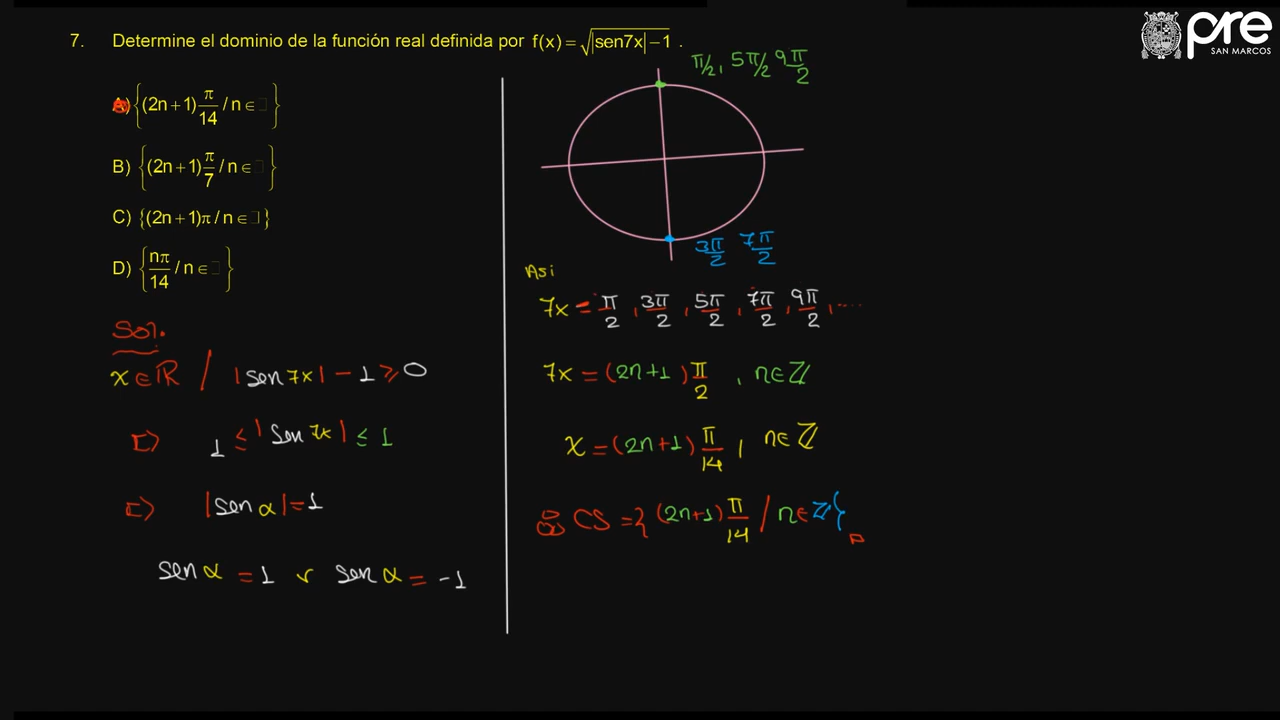 7. Determine el dominio de la función real definida por f(x) = √(|sen7x| − 1) .
A) {(2n + 1) π/14 / n ∈ □}
B) {(2n + 1) π/7 / n ∈ □}
C) {(2n + 1)π / n ∈ □}
D) {nπ/14 / n ∈ □}
Sol.
x ∈ ℝ / |sen 7x| − 1 ≥ 0
⇒ 1 ≤ |sen 7x| ≤ 1
⇒ |sen α| = 1
sen α = 1 ∨ sen α = −1
π/2, 5π/2 9π/2
3π/2 7π/2
Asi
7x = π/2, 3π/2, 5π/2, 7π/2, 9π/2, ....
7x = (2n+1) π/2 , n∈ℤ
x = (2n+1) π/14 , n∈ℤ
∴ CS = {(2n+1) π/14 / n∈ℤ}
pre
SAN MARCOS